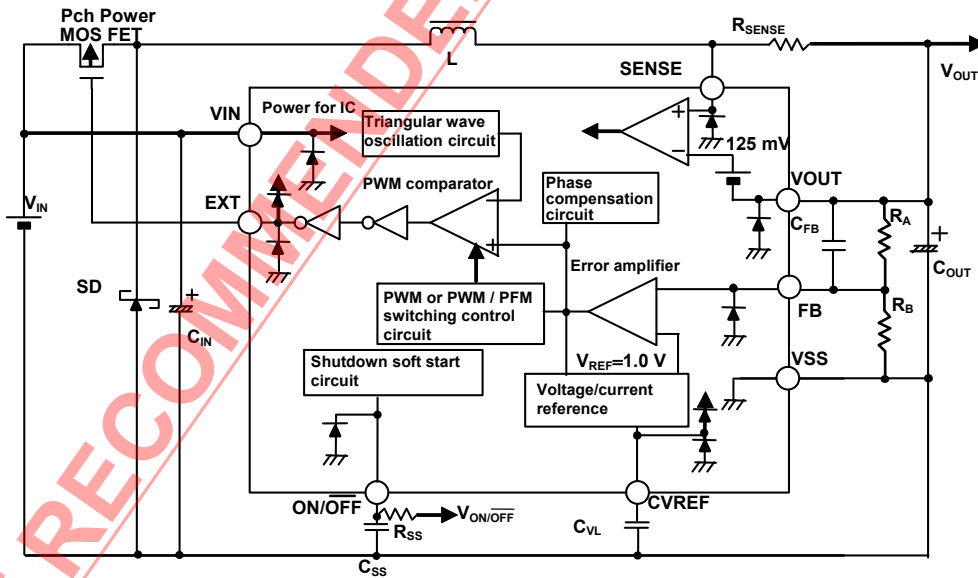 Pch Power
MOS FET
L
RSENSE
VOUT
SENSE
VIN
Power for IC
Triangular wave
oscillation circuit
125 mV
VIN
EXT
PWM comparator
Phase
compensation
circuit
VOUT
CFB
RA
COUT
SD
CIN
Error amplifier
PWM or PWM / PFM
switching control
circuit
FB
RB
VREF=1.0 V
Shutdown soft start
circuit
Voltage/current
reference
VSS
ON/OFF
CVREF
RSS
VON/OFF
CVL
CSS
RECOMMENDE